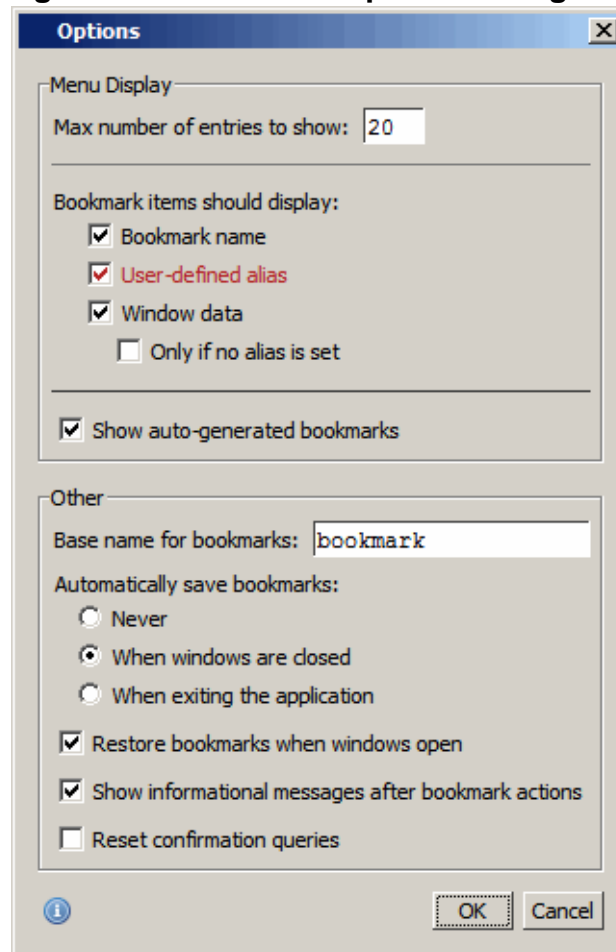 Options
Menu Display
Max number of entries to show: 20
Bookmark items should display:
Bookmark name
User-defined alias
Window data
Only if no alias is set
Show auto-generated bookmarks
Other
Base name for bookmarks: bookmark
Automatically save bookmarks:
Never
When windows are closed
When exiting the application
Restore bookmarks when windows open
Show informational messages after bookmark actions
Reset confirmation queries
OK Cancel